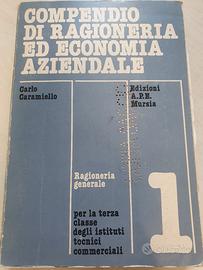 COMPENDIO
DI RAGIONERIA
ED ECONOMIA
AZIENDALE
Carlo
Caramiello
Edizioni
A.P.E.
Mursia
Ragioneria
generale
1
per la terza
classe
degli istituti
tecnici
commerciali